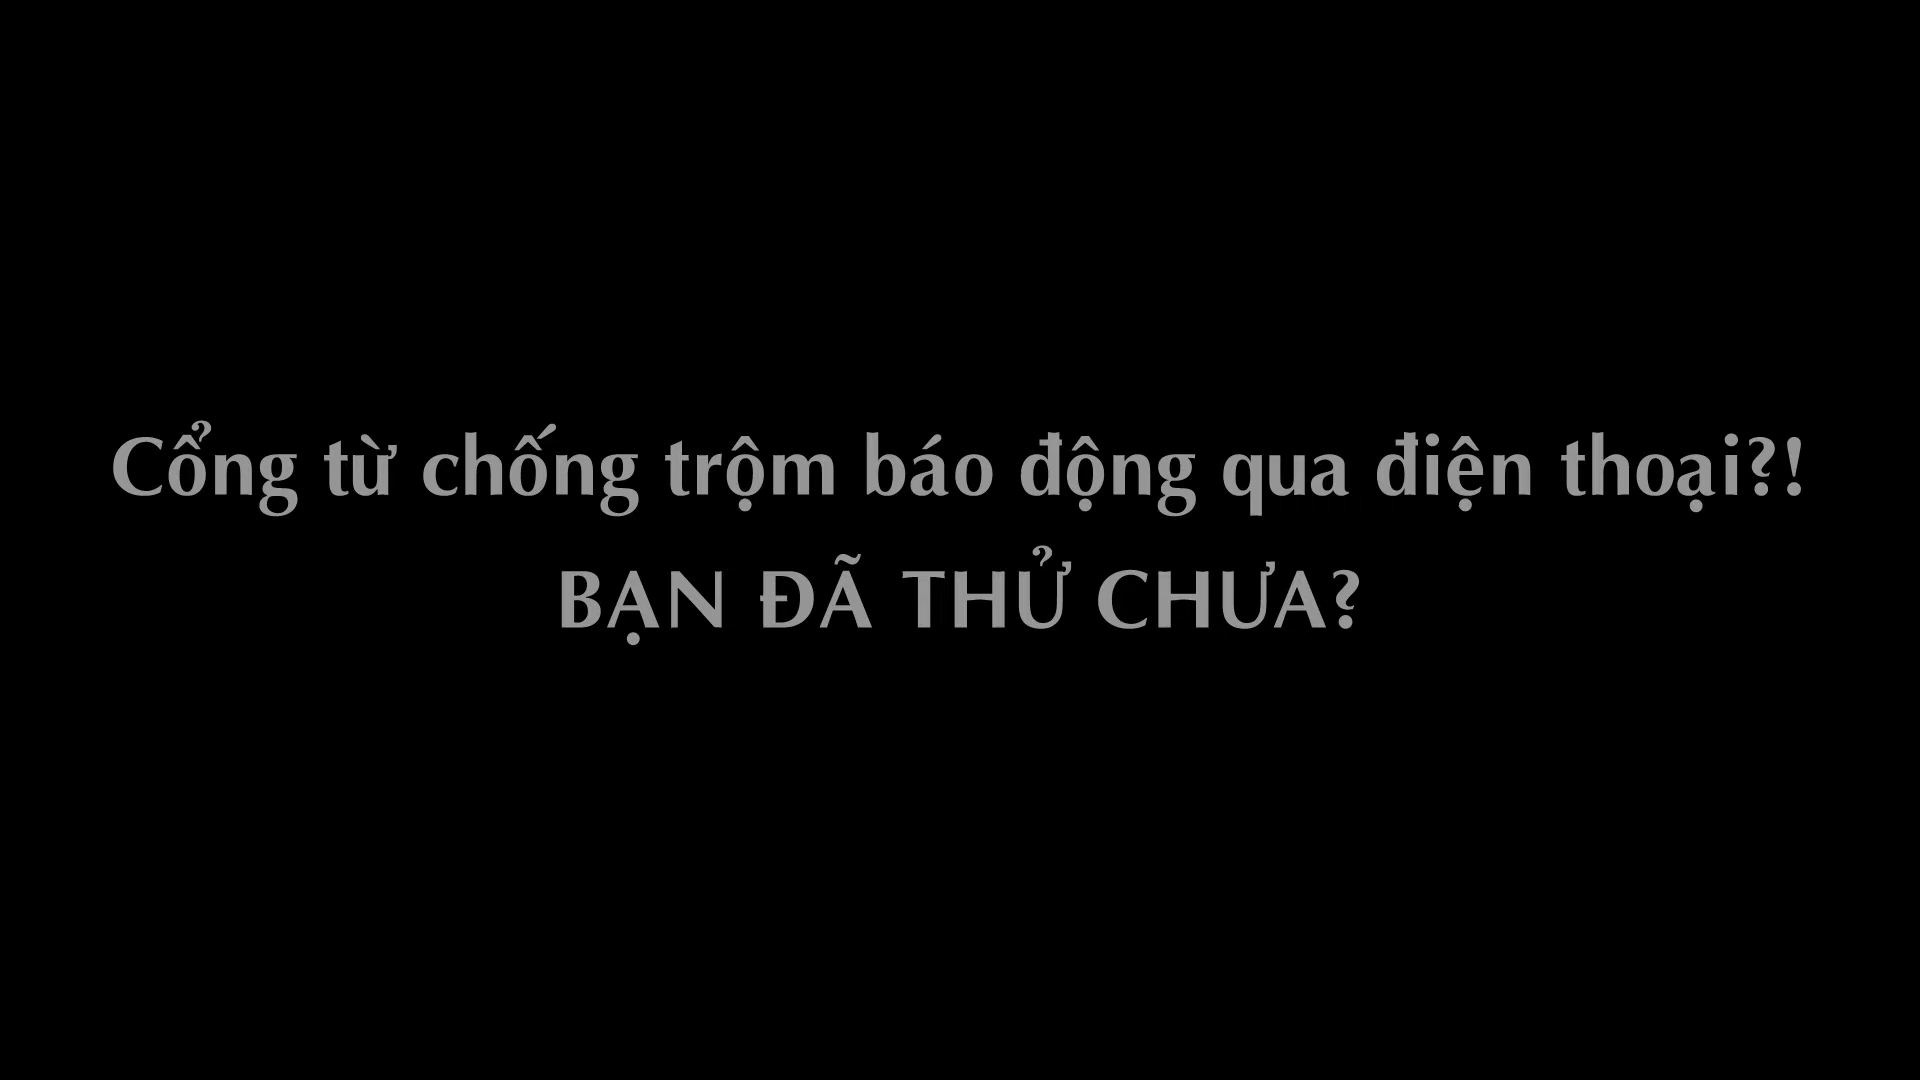 Cổng từ chống trộm báo động qua điện thoại?!
BẠN ĐÃ THỬ CHƯA?